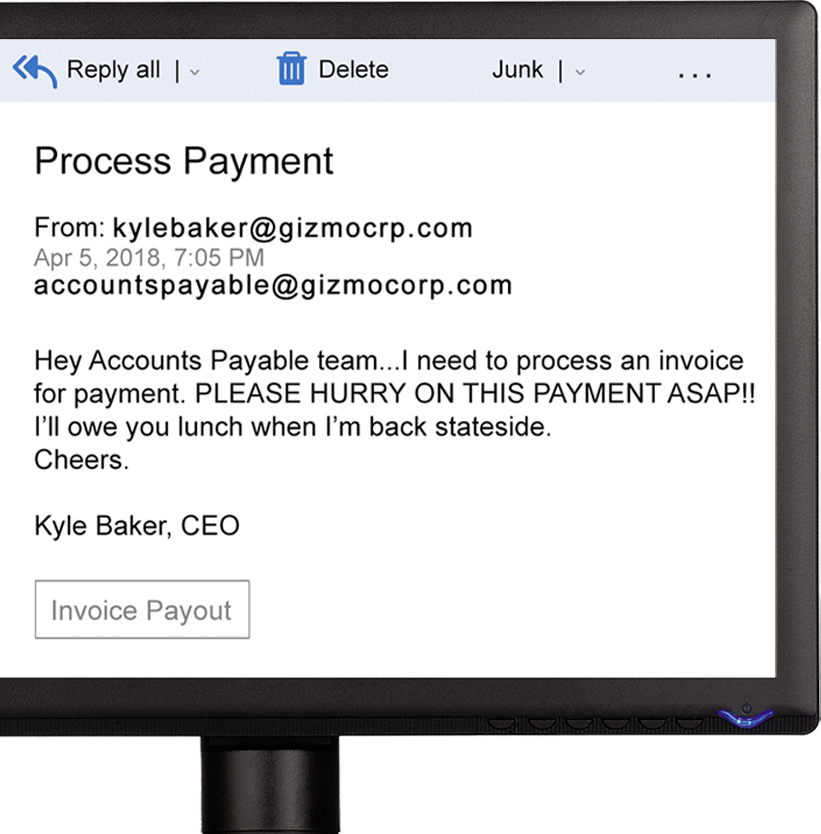 Reply all | Delete Junk | ...
Process Payment
From: kylebaker@gizmocrp.com
Apr 5, 2018, 7:05 PM
accountspayable@gizmocorp.com
Hey Accounts Payable team...I need to process an invoice
for payment. PLEASE HURRY ON THIS PAYMENT ASAP!!
I'll owe you lunch when I'm back stateside.
Cheers.
Kyle Baker, CEO
Invoice Payout